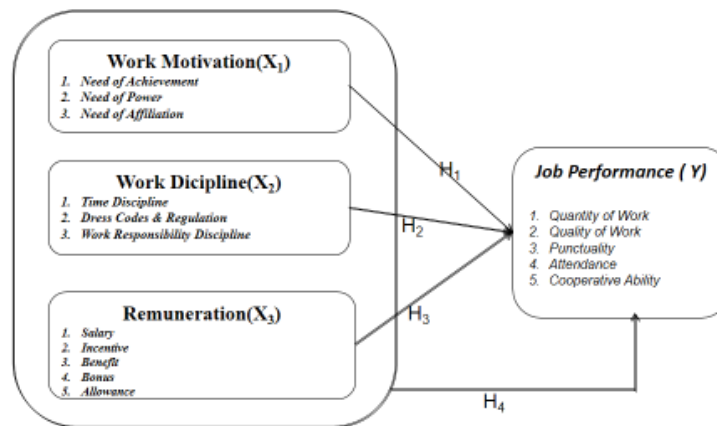 Work Motivation(X₁)
1. Need of Achievement
2. Need of Power
3. Need of Affiliation
H₁
Work Dicipline(X₂)
1. Time Discipline
2. Dress Codes & Regulation
3. Work Responsibility Discipline
H₂
Job Performance ( Y)
1. Quantity of Work
2. Quality of Work
3. Punctuality
4. Attendance
5. Cooperative Ability
Remuneration(X₃)
1. Salary
2. Incentive
3. Benefit
4. Bonus
5. Allowance
H₃
H₄